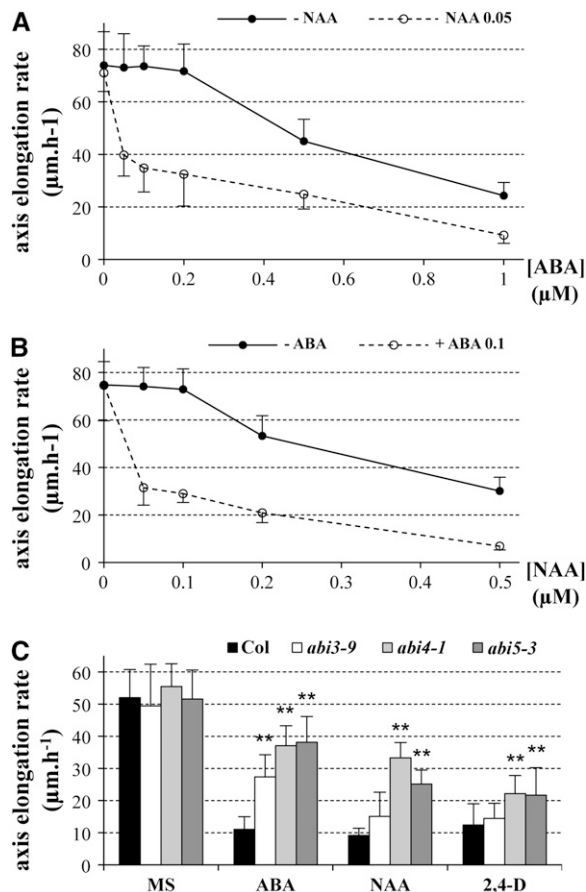 A
- NAA NAA 0.05
axis elongation rate
(µm.h-1)
80
60
40
20
0
0 0.2 0.4 0.6 0.8 1
[ABA]
(µM)
B
- ABA + ABA 0.1
axis elongation rate
(µm.h-1)
80
60
40
20
0
0 0.1 0.2 0.3 0.4 0.5
[NAA]
(µM)
C
Col abi3-9 abi4-1 abi5-3
axis elongation rate
(µm.h-1)
60
50
40
30
20
10
0
** ** **
** **
** **
MS ABA NAA 2,4-D